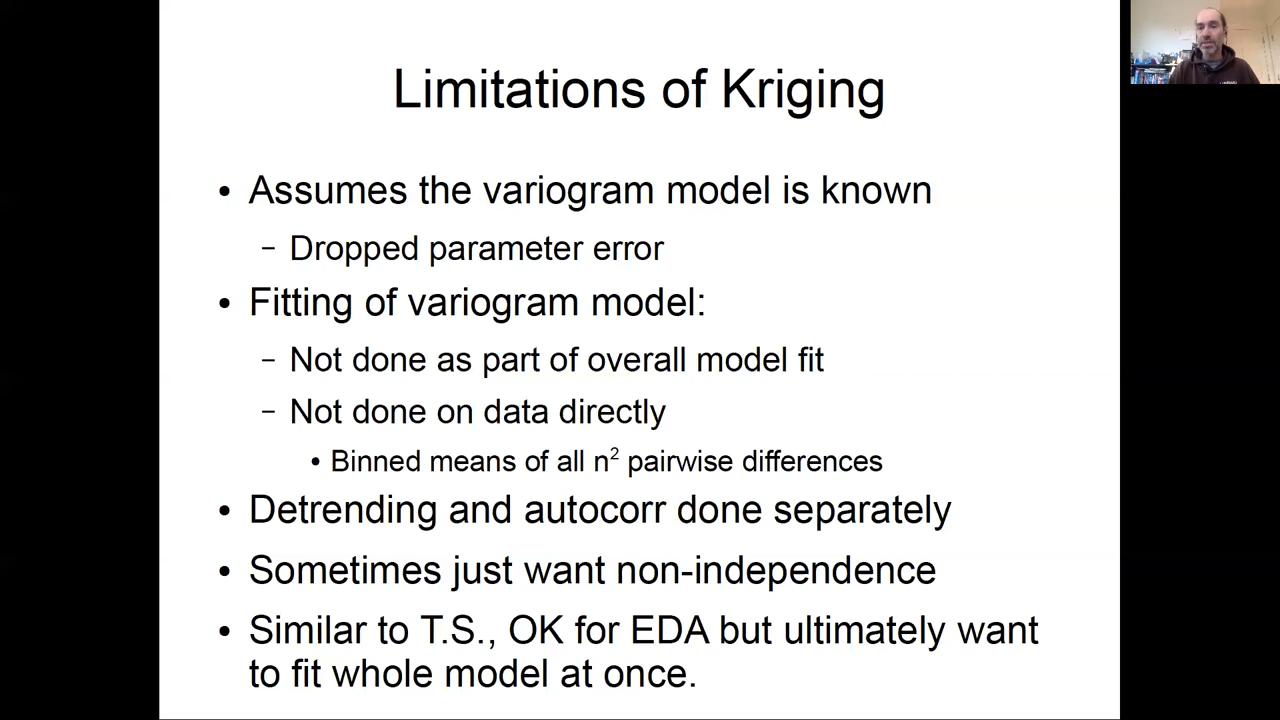 Limitations of Kriging
• Assumes the variogram model is known
– Dropped parameter error
• Fitting of variogram model:
– Not done as part of overall model fit
– Not done on data directly
• Binned means of all n² pairwise differences
• Detrending and autocorr done separately
• Sometimes just want non-independence
• Similar to T.S., OK for EDA but ultimately want
to fit whole model at once.